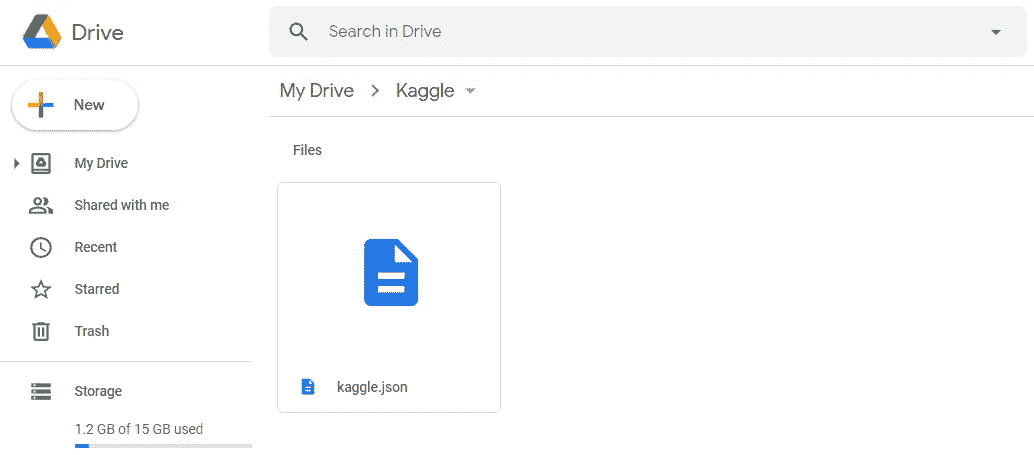 Drive
Search in Drive
My Drive > Kaggle
New
Files
My Drive
Shared with me
Recent
Starred
Trash
kaggle.json
Storage
1.2 GB of 15 GB used